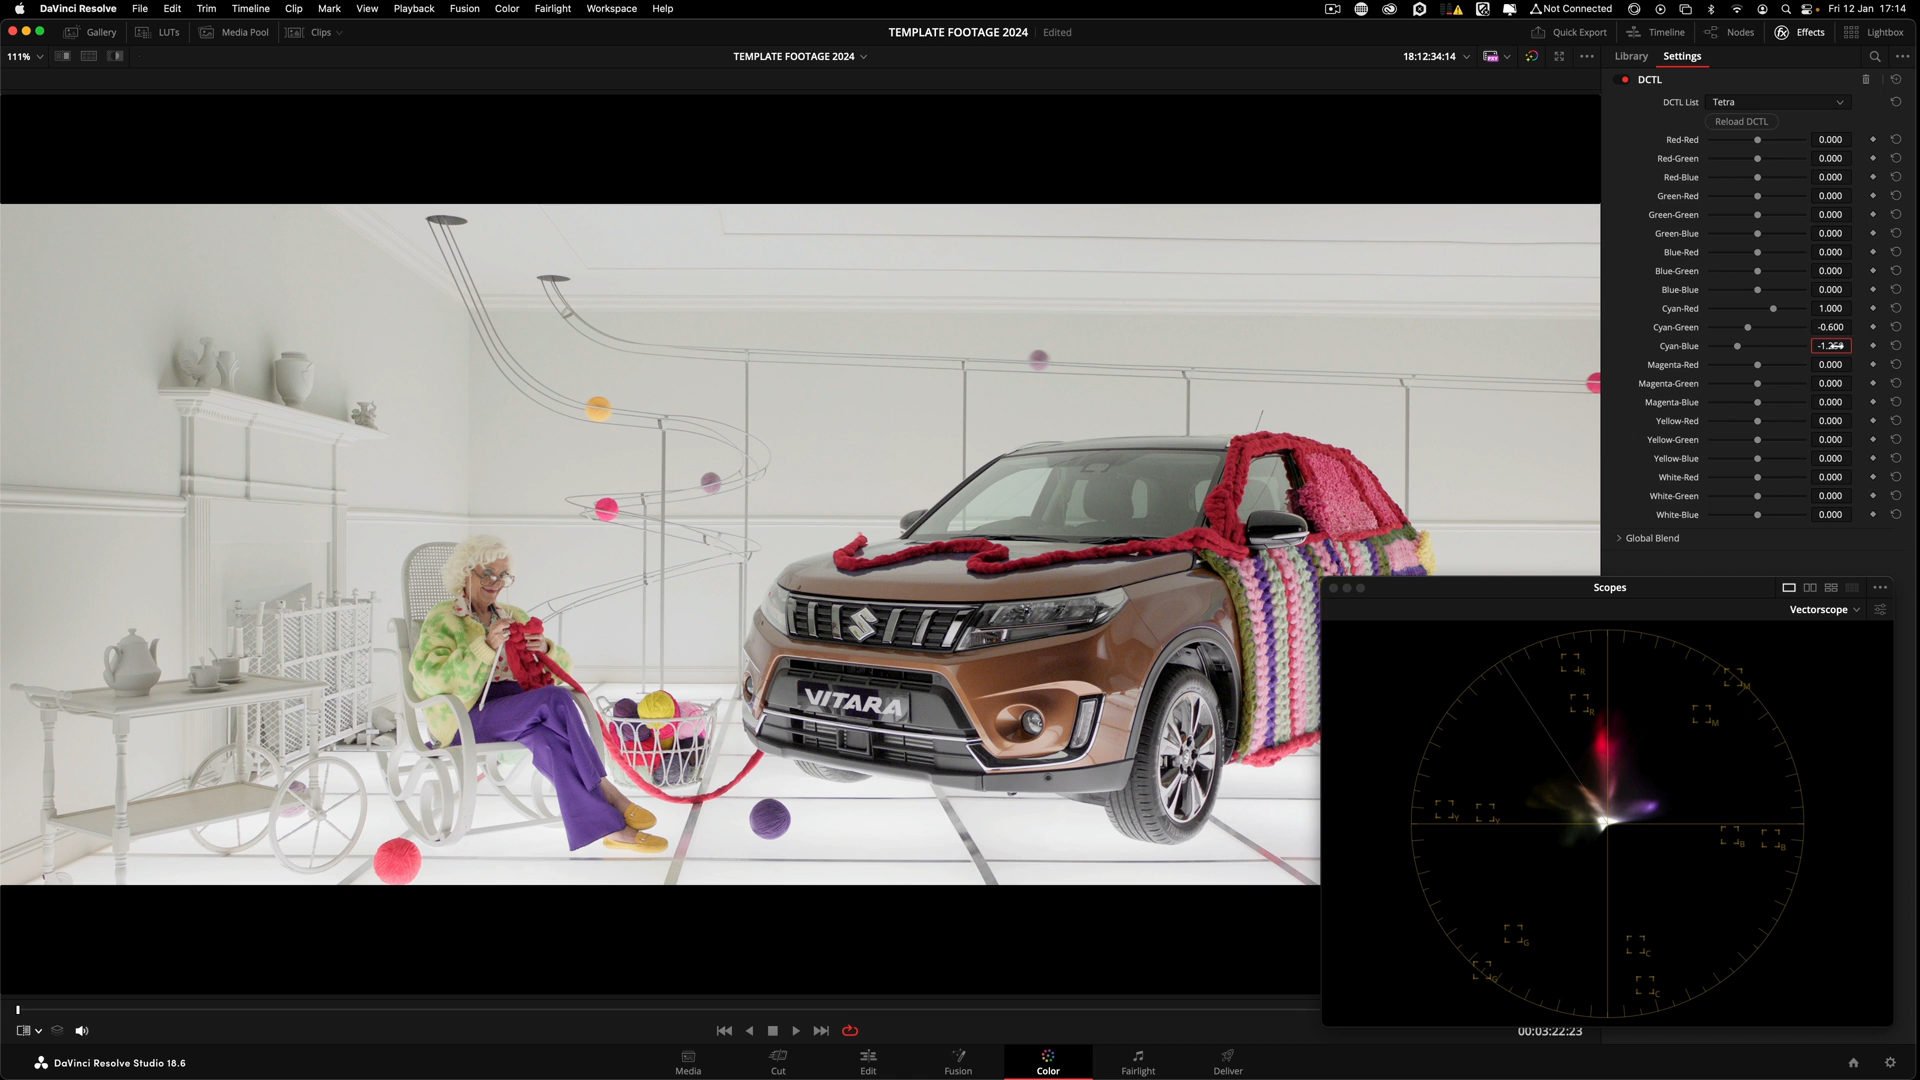 DaVinci Resolve File Edit Trim Timeline Clip Mark View Playback Fusion Color Fairlight Workspace Help Not Connected Fri 12 Jan 17:14
Gallery LUTs Media Pool Clips TEMPLATE FOOTAGE 2024 Edited Quick Export Timeline Nodes Effects Lightbox
111% TEMPLATE FOOTAGE 2024 18:12:34:14 Library Settings
DCTL
DCTL List Tetra
Reload DCTL
Red-Red 0.000
Red-Green 0.000
Red-Blue 0.000
Green-Red 0.000
Green-Green 0.000
Green-Blue 0.000
Blue-Red 0.000
Blue-Green 0.000
Blue-Blue 0.000
Cyan-Red 1.000
Cyan-Green -0.600
Cyan-Blue
Magenta-Red 0.000
Magenta-Green 0.000
Magenta-Blue 0.000
Yellow-Red 0.000
Yellow-Green 0.000
Yellow-Blue 0.000
White-Red 0.000
White-Green 0.000
White-Blue 0.000
Global Blend
VITARA
Scopes
Vectorscope
R
M
R
M
Y
Y
B
B
G
C
G
C
00:03:22:23
DaVinci Resolve Studio 18.6
Media Cut Edit Fusion Color Fairlight Deliver